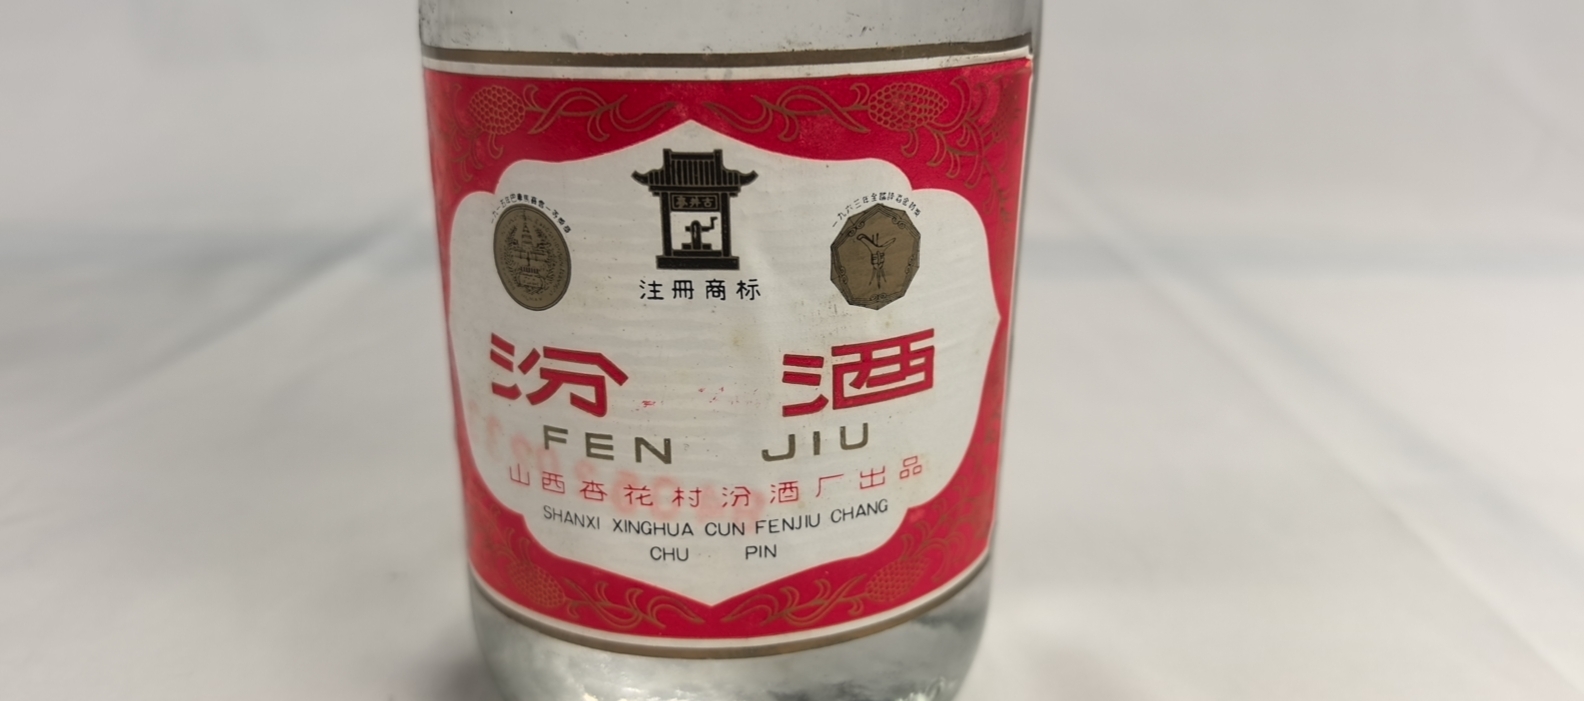 古井亭
注冊商标
汾酒
FEN JIU
山西杏花村汾酒厂出品
SHANXI XINGHUA CUN FENJIU CHANG
CHU PIN